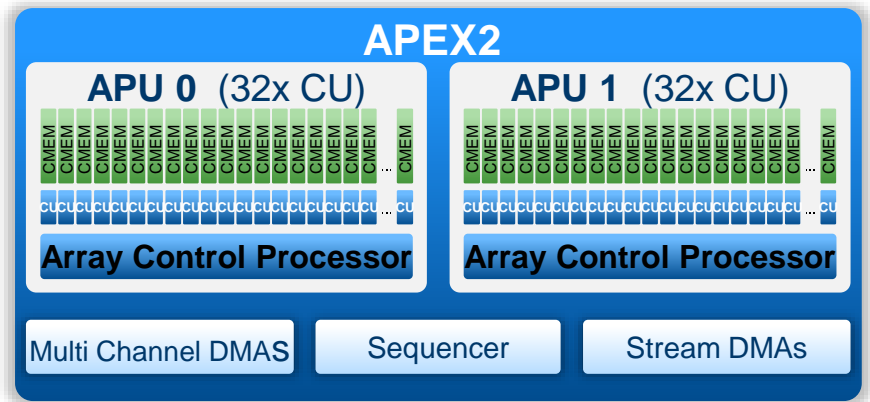 APEX2
APU 0 (32x CU)
CMEM CMEM CMEM CMEM CMEM CMEM CMEM CMEM CMEM CMEM CMEM CMEM CMEM CMEM CMEM CMEM CMEM CMEM CMEM ... CMEM
CU CU CU CU CU CU CU CU CU CU CU CU CU CU CU CU CU CU CU ... CU
Array Control Processor
APU 1 (32x CU)
CMEM CMEM CMEM CMEM CMEM CMEM CMEM CMEM CMEM CMEM CMEM CMEM CMEM CMEM CMEM CMEM CMEM CMEM CMEM ... CMEM
CU CU CU CU CU CU CU CU CU CU CU CU CU CU CU CU CU CU CU ... CU
Array Control Processor
Multi Channel DMAS
Sequencer
Stream DMAs